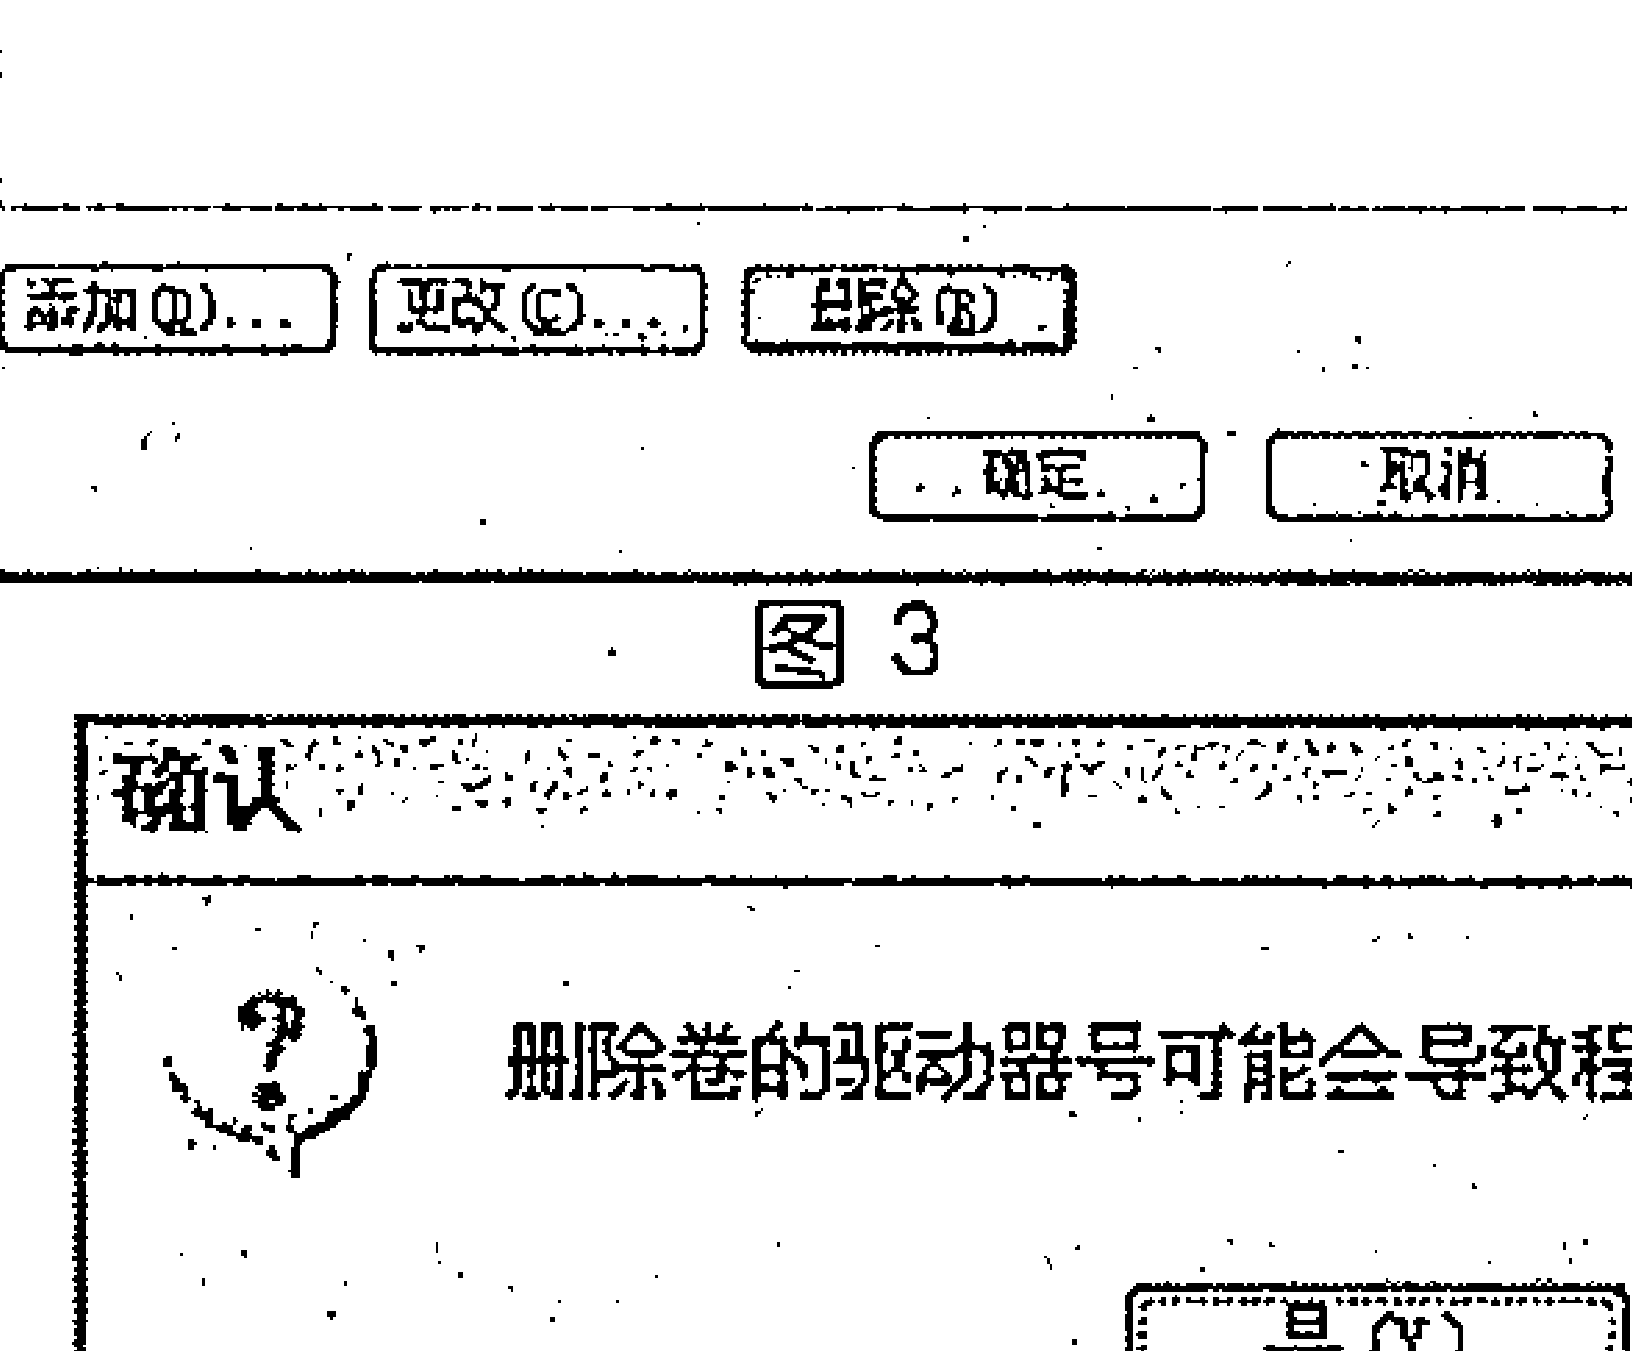 添加(D)... 更改(C)... 删除(R)
确定 取消
图 3
确认
删除卷的驱动器号可能会导致程
是(Y)